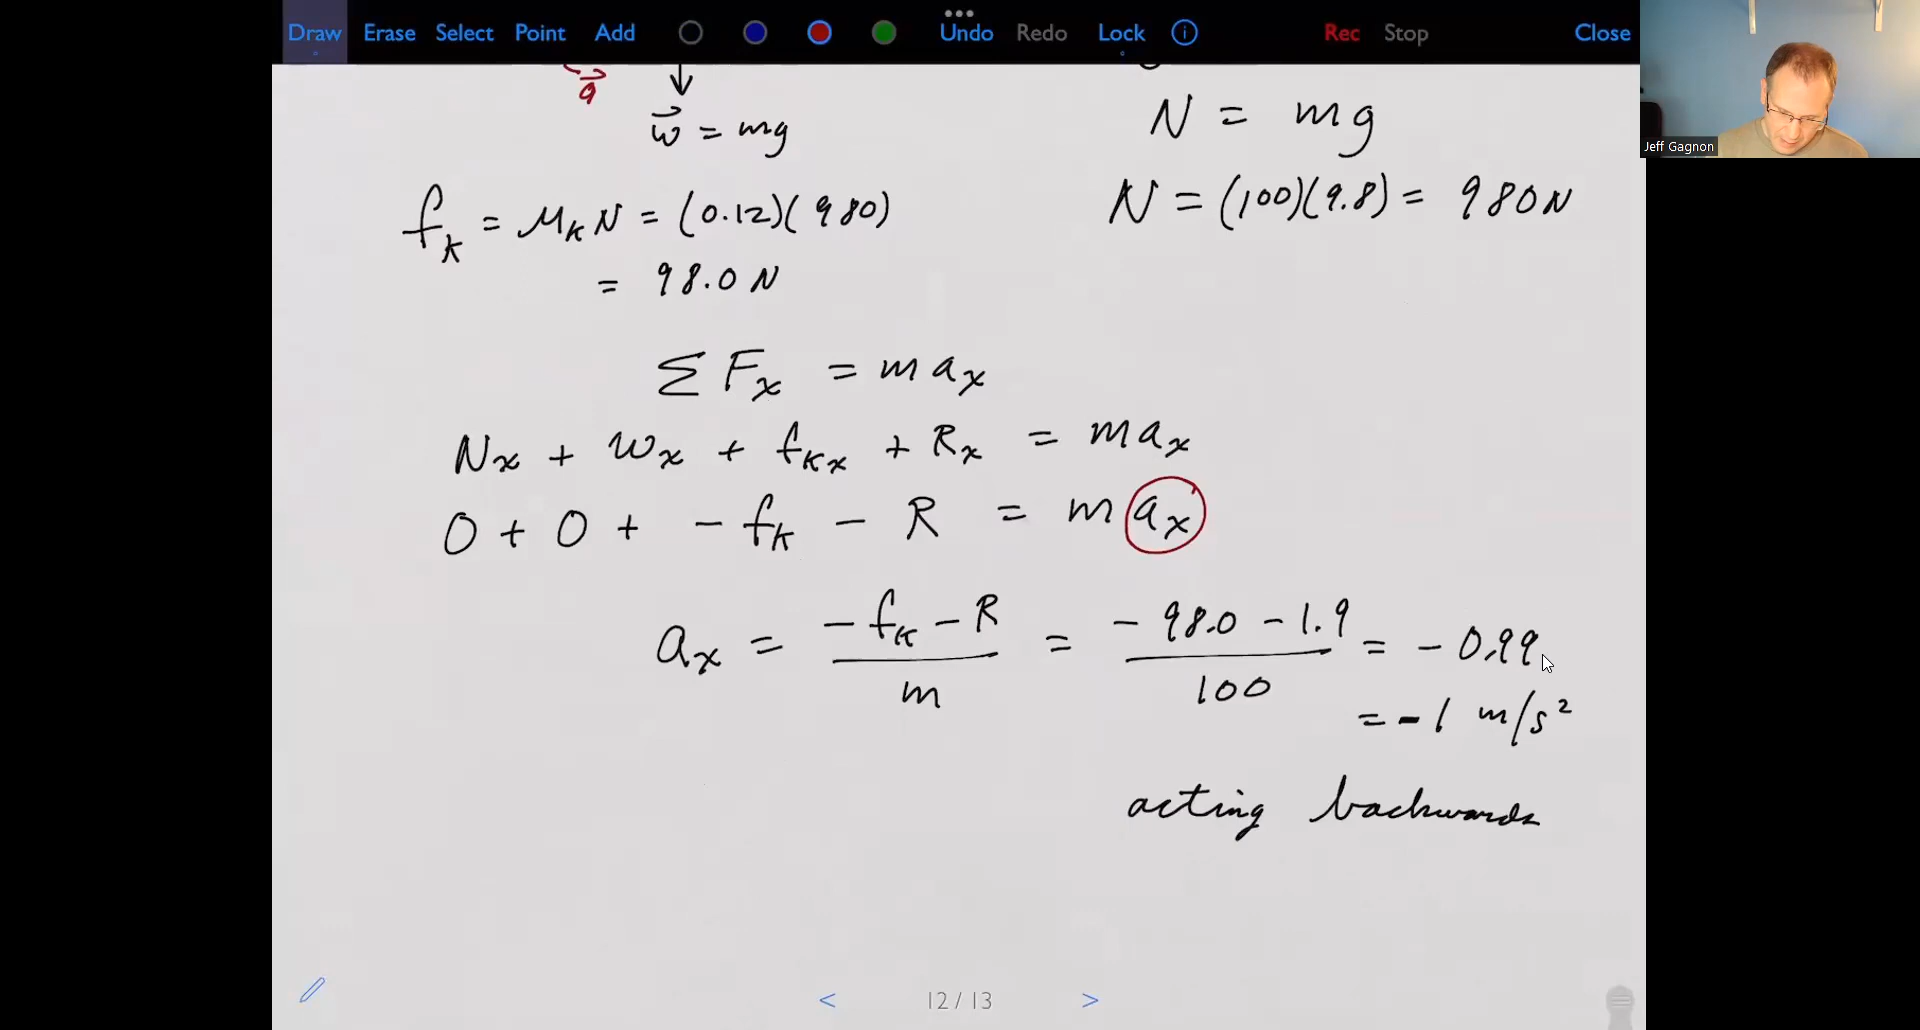 Draw Erase Select Point Add Undo Redo Lock Rec Stop Close
Jeff Gagnon
a⃗
w⃗ = mg
N = mg
N = (100)(9.8) = 980 N
f_k = μ_k N = (0.12)(980)
= 98.0 N
Σ F_x = m a_x
N_x + w_x + f_kx + R_x = m a_x
0 + 0 + - f_k - R = m a_x
a_x = (- f_k - R) / m = (- 98.0 - 1.9) / 100 = - 0.99
= - 1 m/s²
acting backwards
< 12 / 13 >